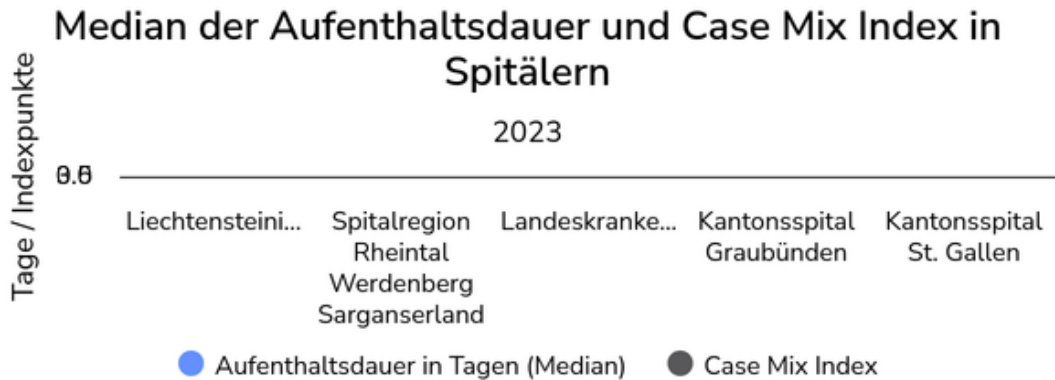 Median der Aufenthaltsdauer und Case Mix Index in
Spitälern
2023
Tage / Indexpunkte
Liechtensteini...
Spitalregion
Rheintal
Werdenberg
Sarganserland
Landeskranke...
Kantonsspital
Graubünden
Kantonsspital
St. Gallen
Aufenthaltsdauer in Tagen (Median)
Case Mix Index